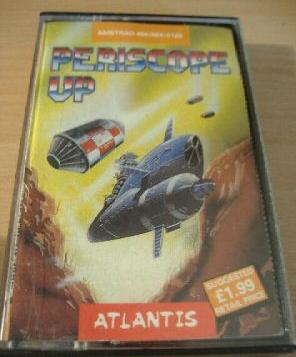 AMSTRAD 464/664/6128
PERISCOPE
UP
SUGGESTED
£1.99
RETAIL PRICE
ATLANTIS